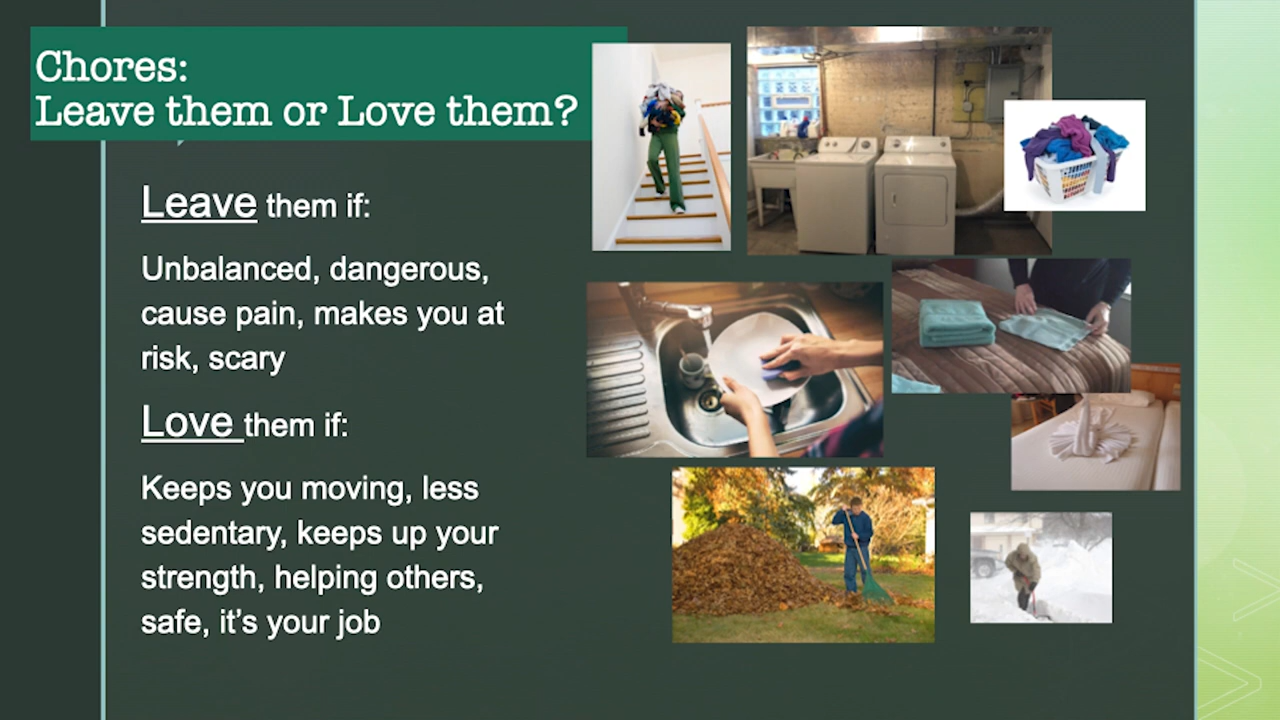 Chores:
Leave them or Love them?
Leave them if:
Unbalanced, dangerous,
cause pain, makes you at
risk, scary
Love them if:
Keeps you moving, less
sedentary, keeps up your
strength, helping others,
safe, it’s your job